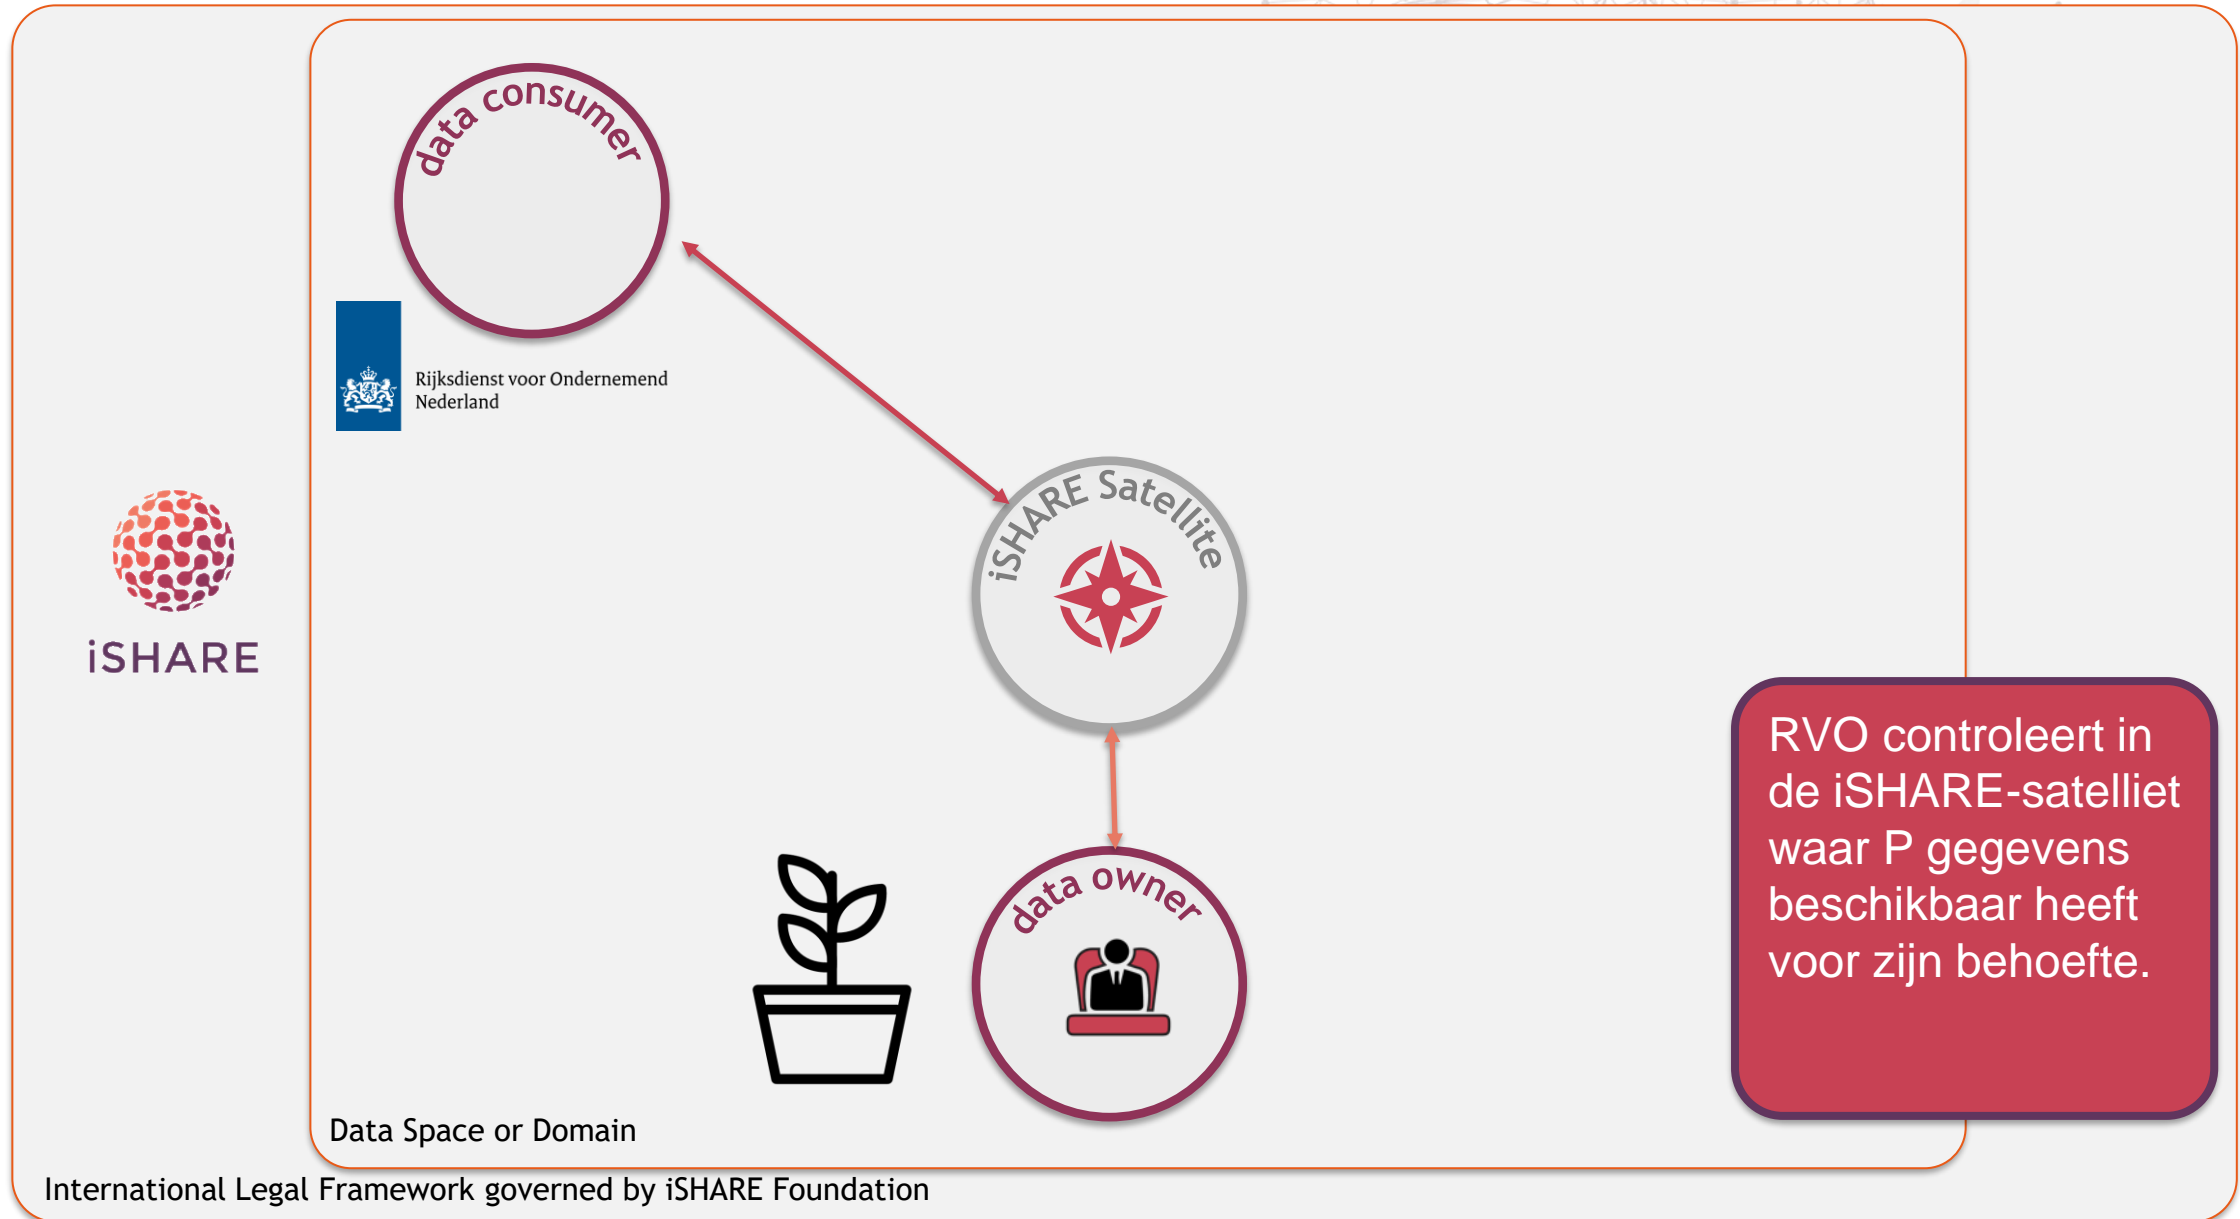 data consumer
Rijksdienst voor Ondernemend
Nederland
iSHARE Satellite
iSHARE
RVO controleert in
de iSHARE-satelliet
waar P gegevens
beschikbaar heeft
voor zijn behoefte.
data owner
Data Space or Domain
International Legal Framework governed by iSHARE Foundation